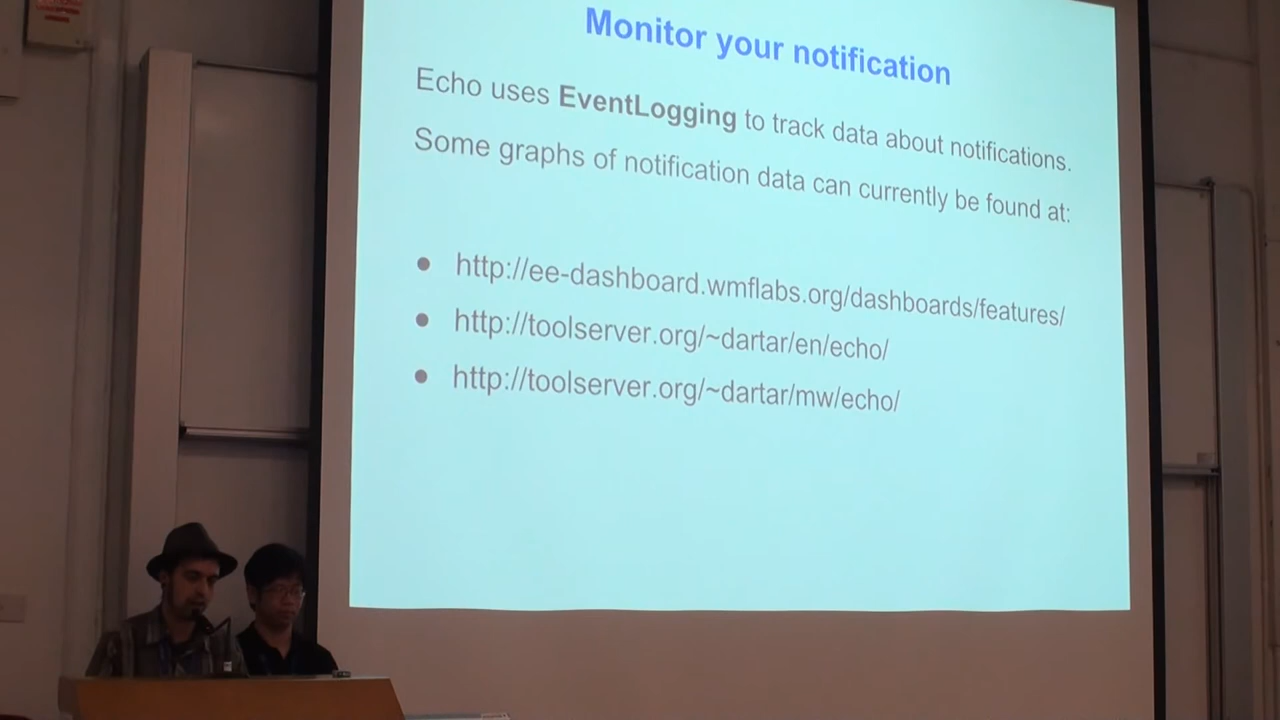 Monitor your notification
Echo uses EventLogging to track data about notifications.
Some graphs of notification data can currently be found at:
● http://ee-dashboard.wmflabs.org/dashboards/features/
● http://toolserver.org/~dartar/en/echo/
● http://toolserver.org/~dartar/mw/echo/